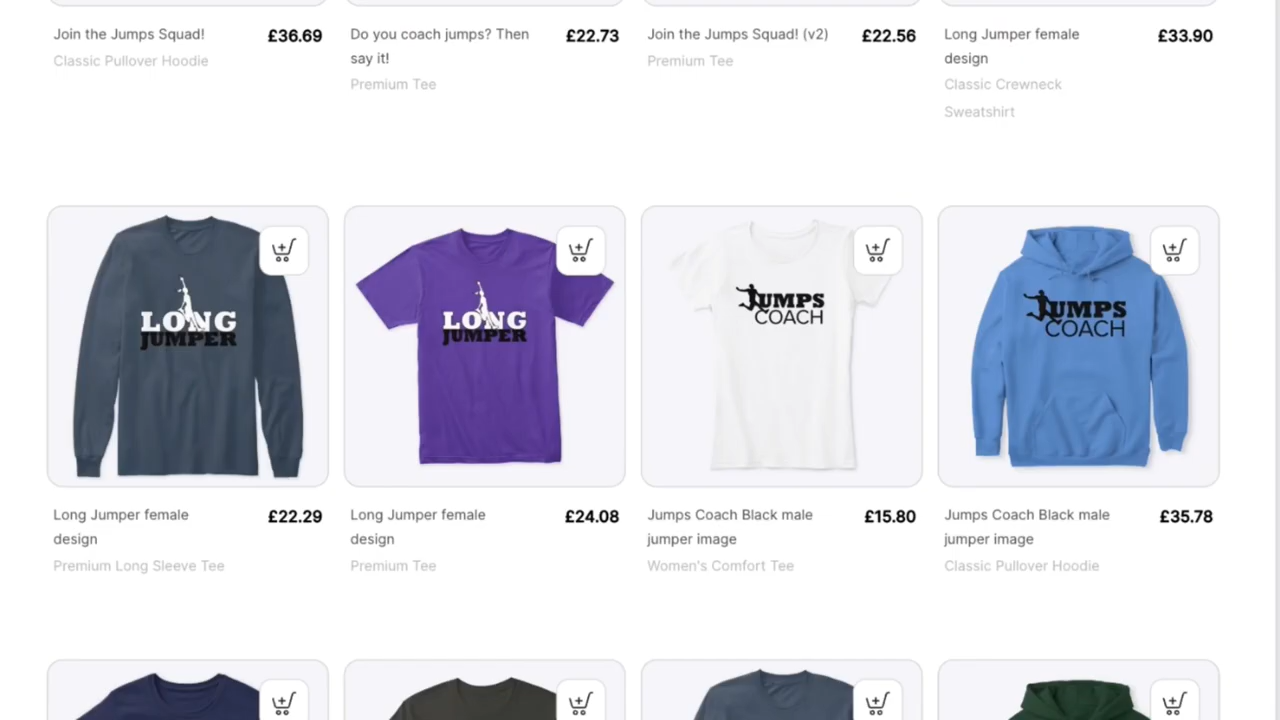 Join the Jumps Squad!
£36.69
Classic Pullover Hoodie
Do you coach jumps? Then
say it!
£22.73
Premium Tee
Join the Jumps Squad! (v2)
£22.56
Premium Tee
Long Jumper female
design
£33.90
Classic Crewneck
Sweatshirt
LONG
JUMPER
LONG
JUMPER
JUMPS
COACH
JUMPS
COACH
Long Jumper female
design
£22.29
Premium Long Sleeve Tee
Long Jumper female
design
£24.08
Premium Tee
Jumps Coach Black male
jumper image
£15.80
Women's Comfort Tee
Jumps Coach Black male
jumper image
£35.78
Classic Pullover Hoodie